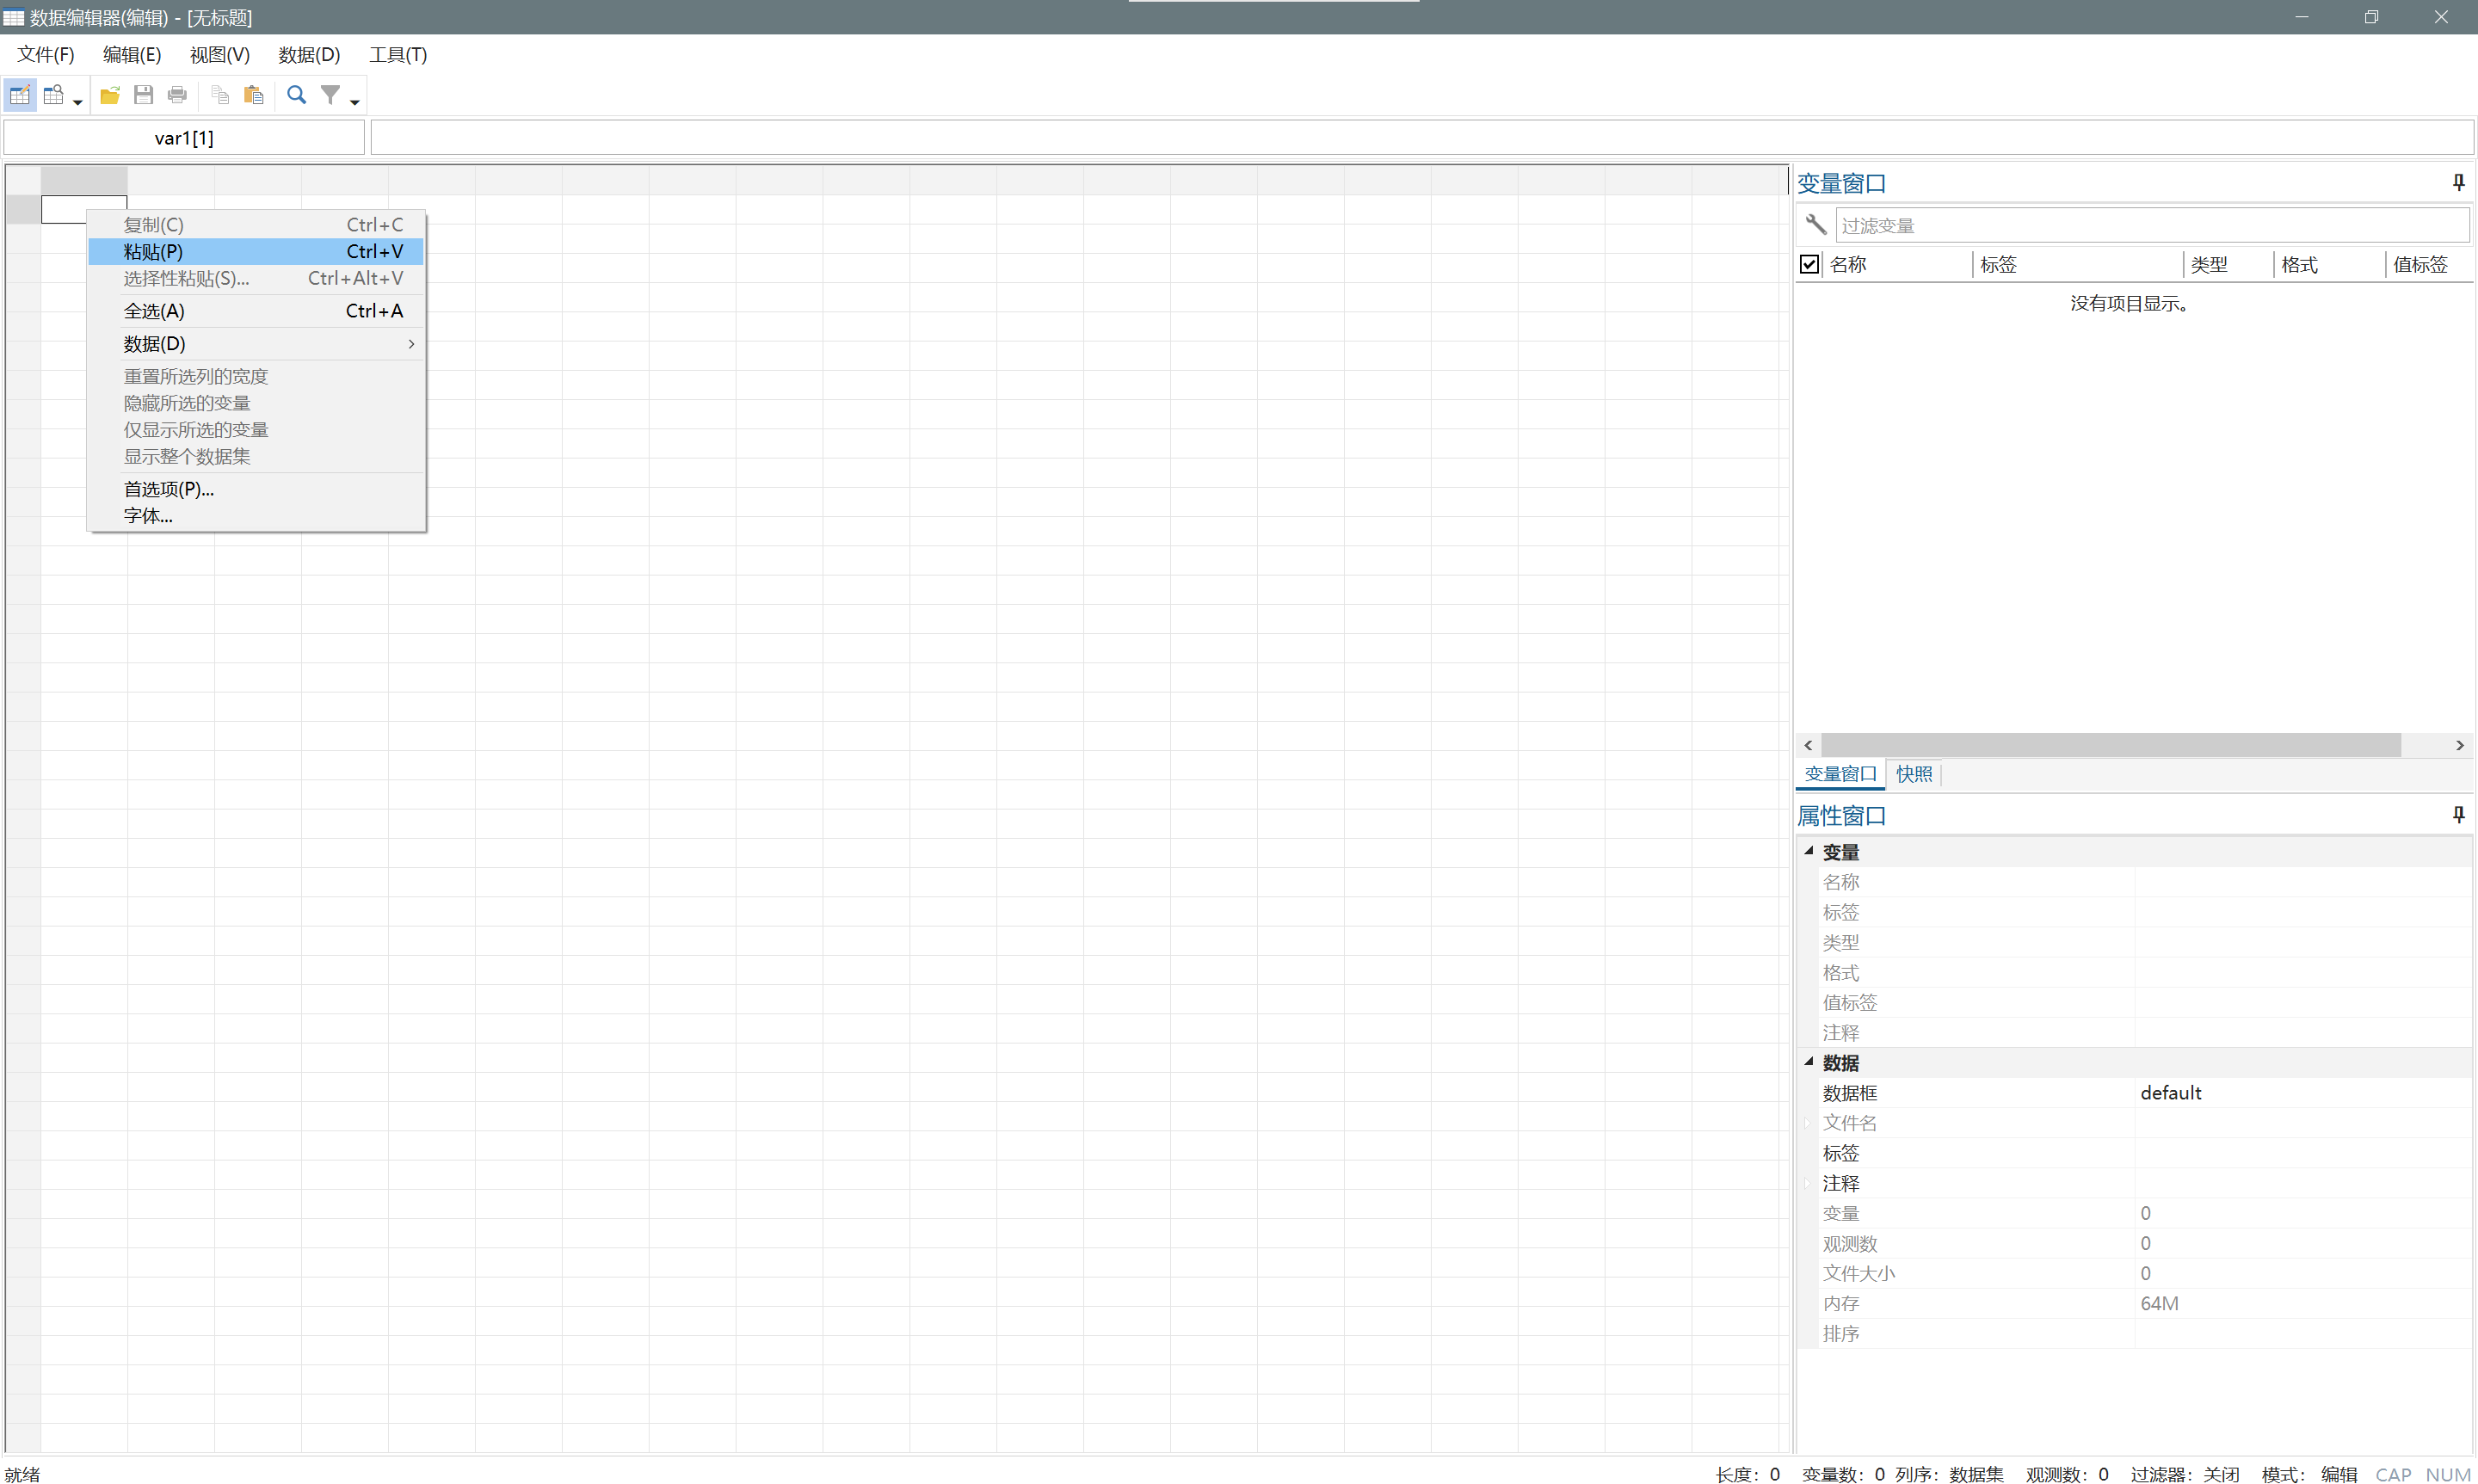 数据编辑器(编辑) - [无标题]
文件(F) 编辑(E) 视图(V) 数据(D) 工具(T)
var1[1]
复制(C) Ctrl+C
粘贴(P) Ctrl+V
选择性粘贴(S)... Ctrl+Alt+V
全选(A) Ctrl+A
数据(D)
重置所选列的宽度
隐藏所选的变量
仅显示所选的变量
显示整个数据集
首选项(P)...
字体...
变量窗口
过滤变量
名称 标签 类型 格式 值标签
没有项目显示。
变量窗口 快照
属性窗口
变量
名称
标签
类型
格式
值标签
注释
数据
数据框 default
文件名
标签
注释
变量 0
观测数 0
文件大小 0
内存 64M
排序
就绪 长度: 0 变量数: 0 列序: 数据集 观测数: 0 过滤器: 关闭 模式: 编辑 CAP NUM